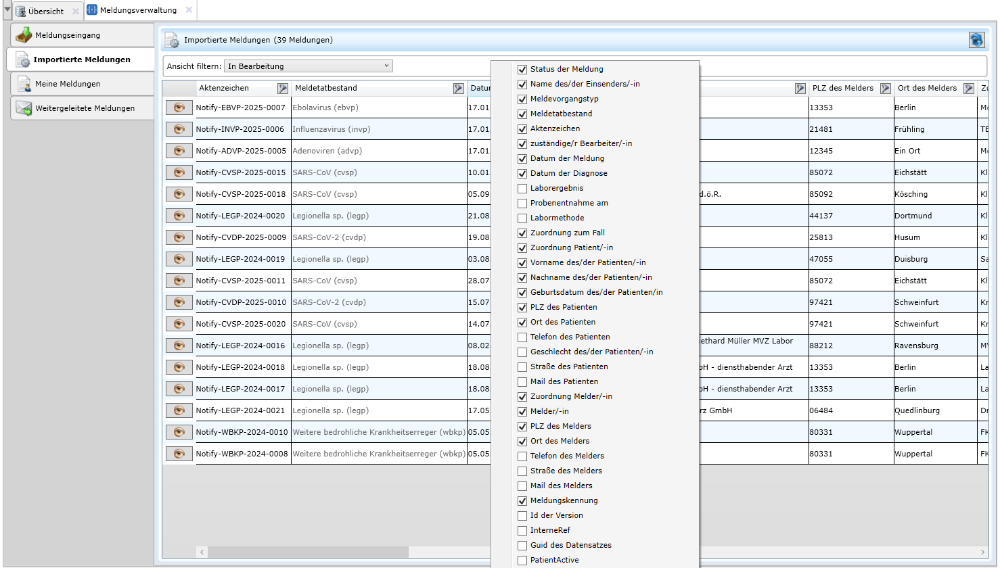 Übersicht
Meldungsverwaltung
Meldungseingang
Importierte Meldungen
Meine Meldungen
Weitergeleitete Meldungen
Importierte Meldungen (39 Meldungen)
Ansicht filtern: In Bearbeitung
Aktenzeichen Meldetatbestand Datum PLZ des Melders Ort des Melders Zu
Notify-EBVP-2025-0007 Ebolavirus (ebvp) 17.01 13353 Berlin Me
Notify-INVP-2025-0006 Influenzavirus (invp) 17.01 21481 Frühling TE
Notify-ADVP-2025-0005 Adenoviren (advp) 17.01 12345 Ein Ort Me
Notify-CVSP-2025-0015 SARS-CoV (cvsp) 10.01 85072 Eichstätt Kl
Notify-CVSP-2025-0018 SARS-CoV (cvsp) 05.09 d.ö.R. 85092 Kösching Kl
Notify-LEGP-2024-0020 Legionella sp. (legp) 21.08 44137 Dortmund Kl
Notify-CVDP-2025-0009 SARS-CoV-2 (cvdp) 19.08 25813 Husum Kl
Notify-LEGP-2024-0019 Legionella sp. (legp) 03.08 47055 Duisburg Sa
Notify-CVSP-2025-0011 SARS-CoV (cvsp) 28.07 85072 Eichstätt Kl
Notify-CVDP-2025-0010 SARS-CoV-2 (cvdp) 15.07 97421 Schweinfurt Kr
Notify-CVSP-2025-0020 SARS-CoV (cvsp) 14.07 97421 Schweinfurt Kr
Notify-LEGP-2024-0016 Legionella sp. (legp) 08.02 ethard Müller MVZ Labor 88212 Ravensburg MV
Notify-LEGP-2024-0018 Legionella sp. (legp) 18.08 bH - diensthabender Arzt 13353 Berlin La
Notify-LEGP-2024-0017 Legionella sp. (legp) 18.08 bH - diensthabender Arzt 13353 Berlin La
Notify-LEGP-2024-0021 Legionella sp. (legp) 17.05 rz GmbH 06484 Quedlinburg Dr
Notify-WBKP-2024-0010 Weitere bedrohliche Krankheitserreger (wbkp) 05.05 80331 Wuppertal FK
Notify-WBKP-2024-0008 Weitere bedrohliche Krankheitserreger (wbkp) 05.05 80331 Wuppertal FK
Status der Meldung
Name des/der Einsenders/-in
Meldevorgangstyp
Meldetatbestand
Aktenzeichen
zuständige/r Bearbeiter/-in
Datum der Meldung
Datum der Diagnose
Laborergebnis
Probenentnahme am
Labormethode
Zuordnung zum Fall
Zuordnung Patient/-in
Vorname des/der Patienten/-in
Nachname des/der Patienten/-in
Geburtsdatum des/der Patienten/in
PLZ des Patienten
Ort des Patienten
Telefon des Patienten
Geschlecht des/der Patienten/-in
Straße des Patienten
Mail des Patienten
Zuordnung Melder/-in
Melder/-in
PLZ des Melders
Ort des Melders
Telefon des Melders
Straße des Melders
Mail des Melders
Meldungskennung
Id der Version
InterneRef
Guid des Datensatzes
PatientActive